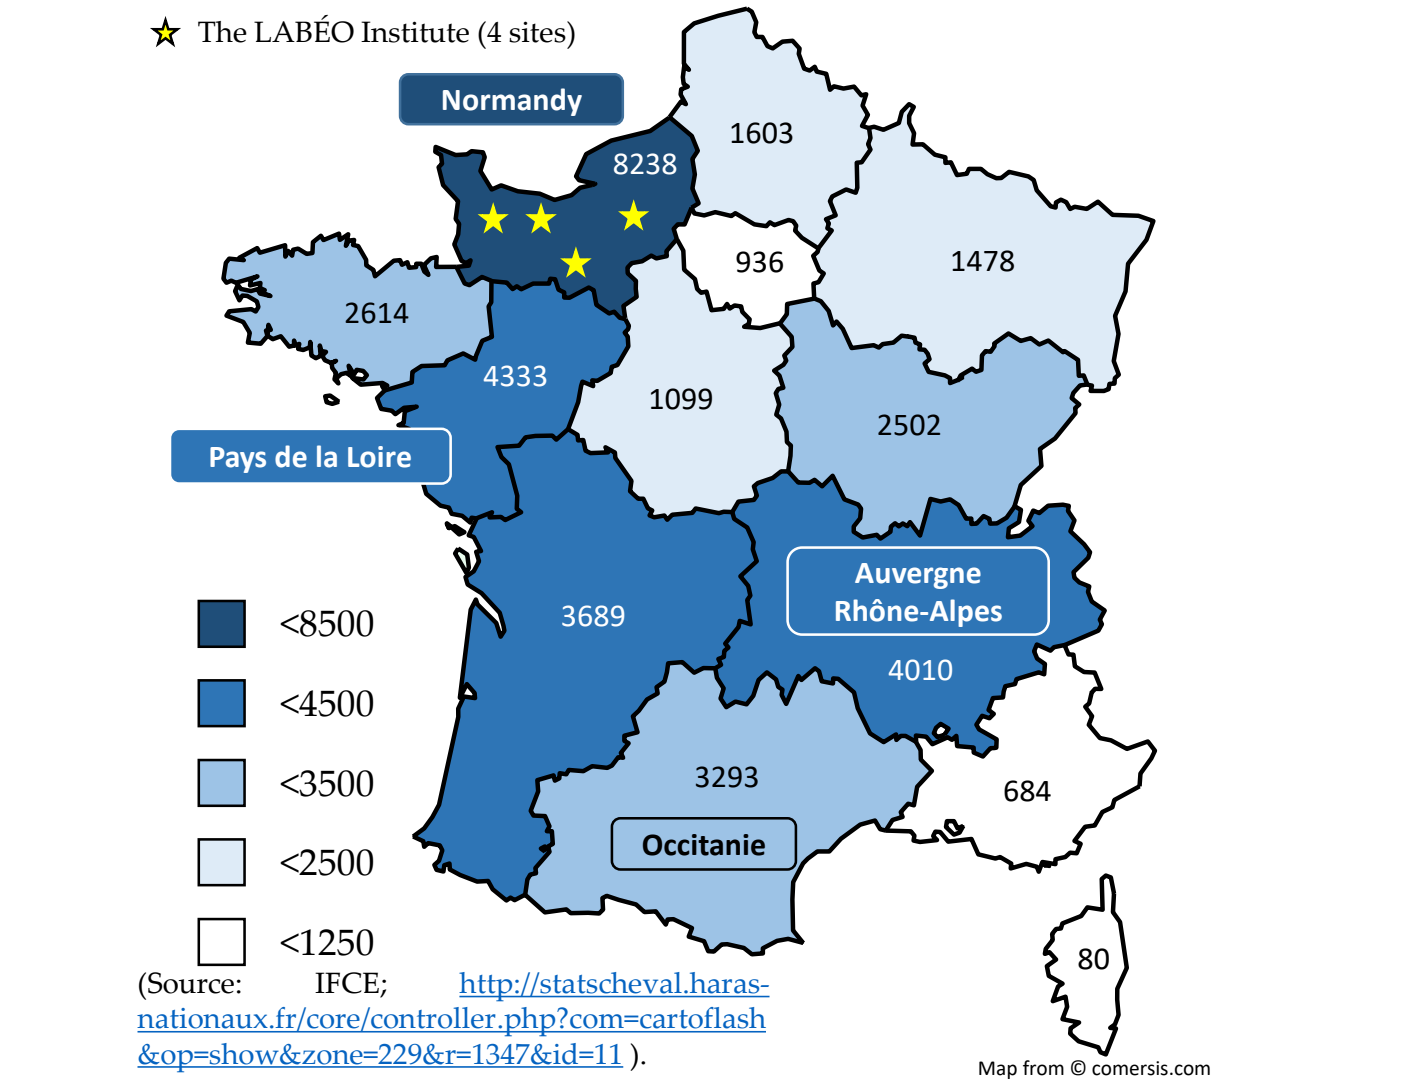 The LABÉO Institute (4 sites)
Normandy
1603
8238
936
1478
2614
4333
1099
2502
Pays de la Loire
Auvergne
Rhône-Alpes
<8500
3689
4010
<4500
<3500
3293
684
Occitanie
<2500
<1250
80
(Source: IFCE; http://statscheval.haras-
nationaux.fr/core/controller.php?com=cartoflash
&op=show&zone=229&r=1347&id=11 ).
Map from © comersis.com